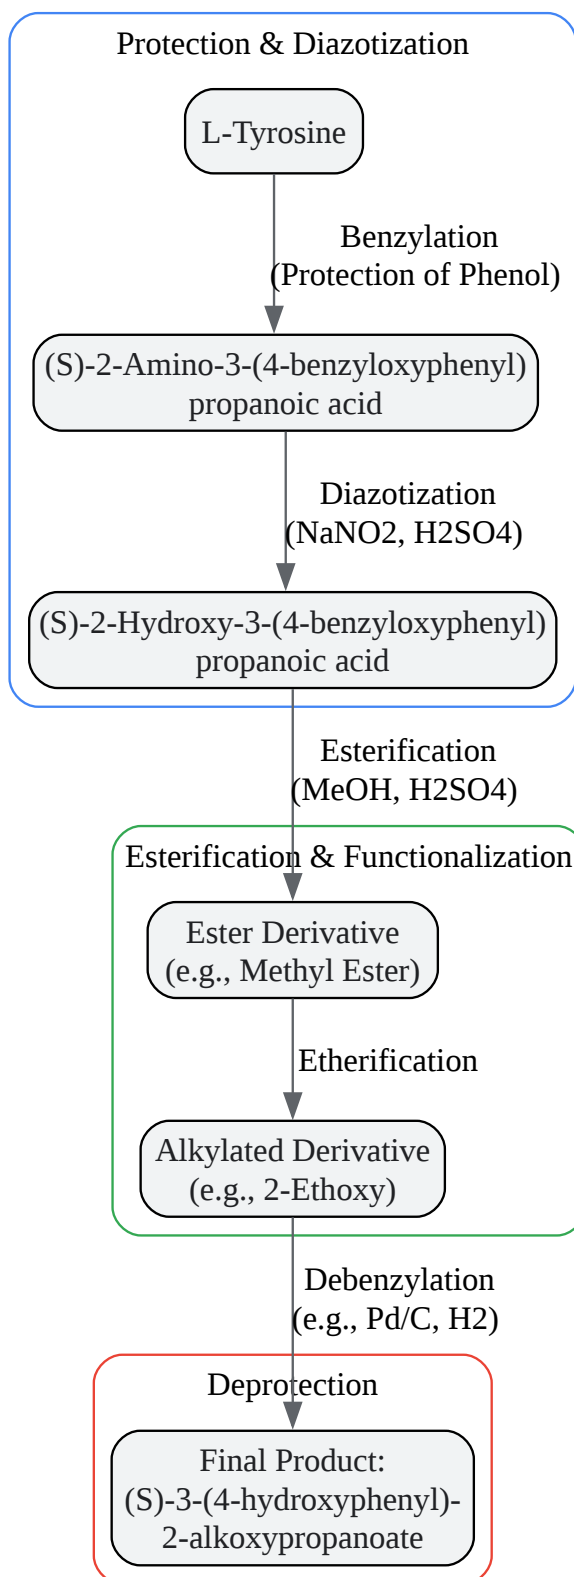 Protection & Diazotization
L-Tyrosine
Benzylation
(Protection of Phenol)
(S)-2-Amino-3-(4-benzyloxyphenyl)
propanoic acid
Diazotization
(NaNO2, H2SO4)
(S)-2-Hydroxy-3-(4-benzyloxyphenyl)
propanoic acid
Esterification
(MeOH, H2SO4)
Esterification & Functionalization
Ester Derivative
(e.g., Methyl Ester)
Etherification
Alkylated Derivative
(e.g., 2-Ethoxy)
Debenzylation
(e.g., Pd/C, H2)
Deprotection
Final Product:
(S)-3-(4-hydroxyphenyl)-
2-alkoxypropanoate